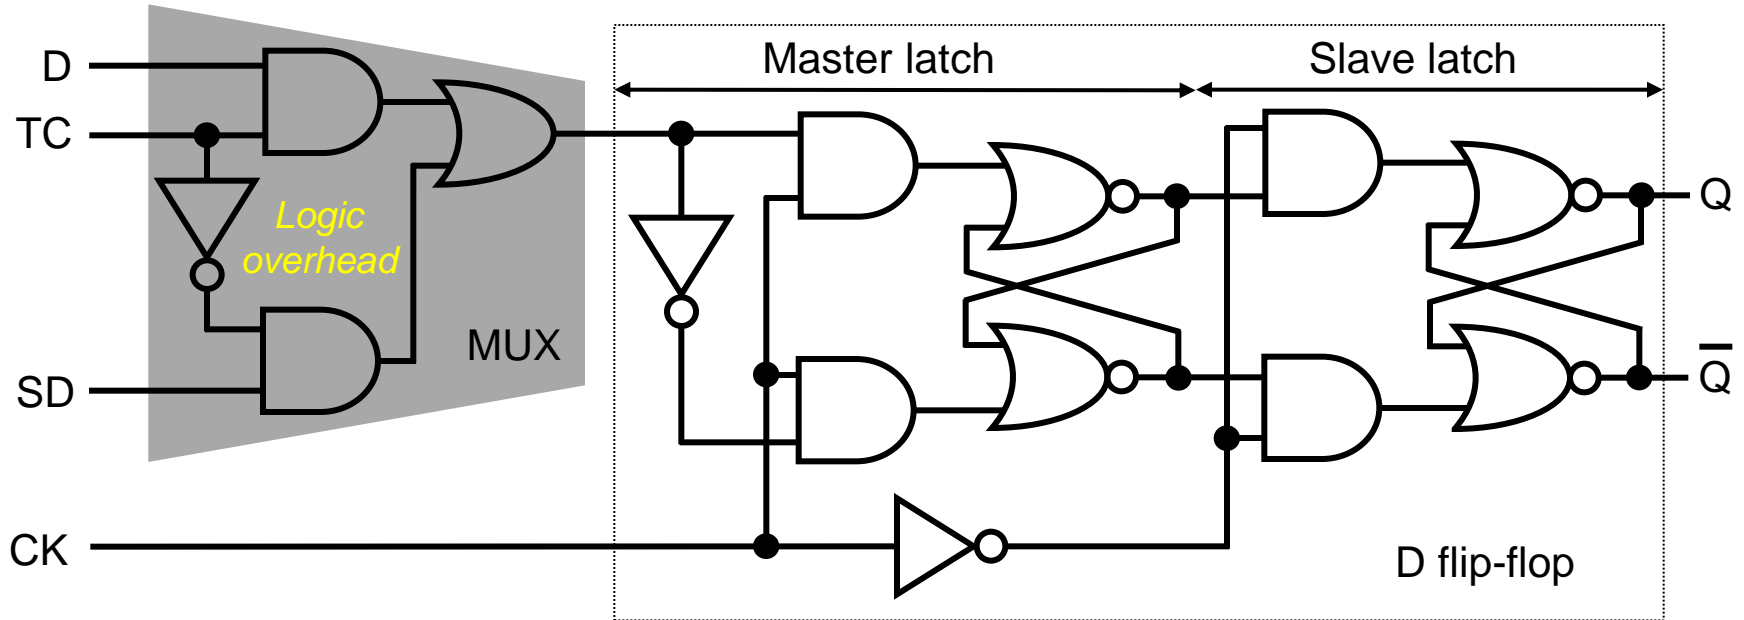 D
TC
SD
CK
Logic
overhead
MUX
Master latch
Slave latch
Q
Q̅
D flip-flop